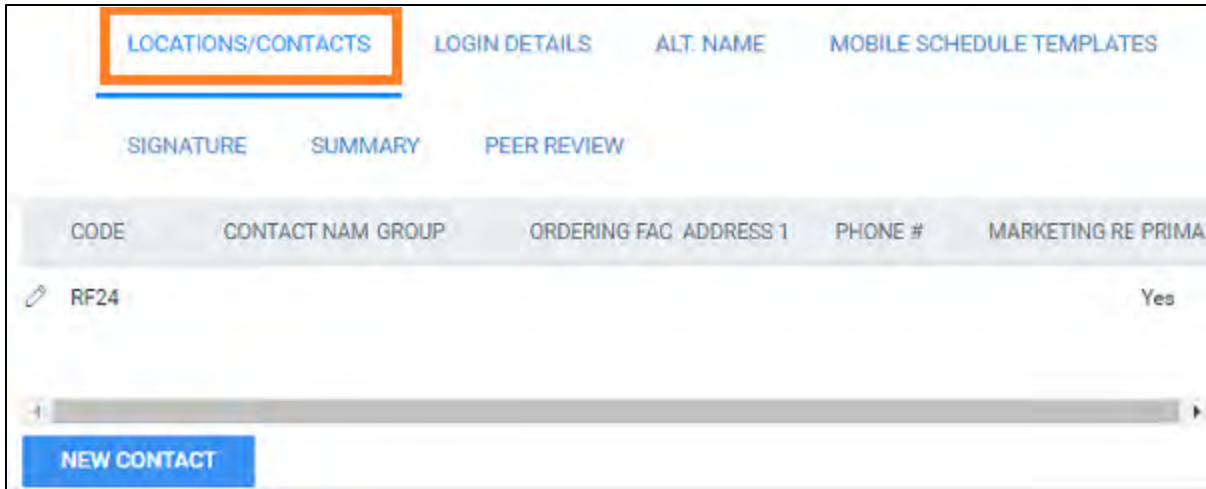 LOCATIONS/CONTACTS LOGIN DETAILS ALT. NAME MOBILE SCHEDULE TEMPLATES
SIGNATURE SUMMARY PEER REVIEW
CODE CONTACT NAM GROUP ORDERING FAC ADDRESS 1 PHONE # MARKETING RE PRIMA
RF24 Yes
NEW CONTACT